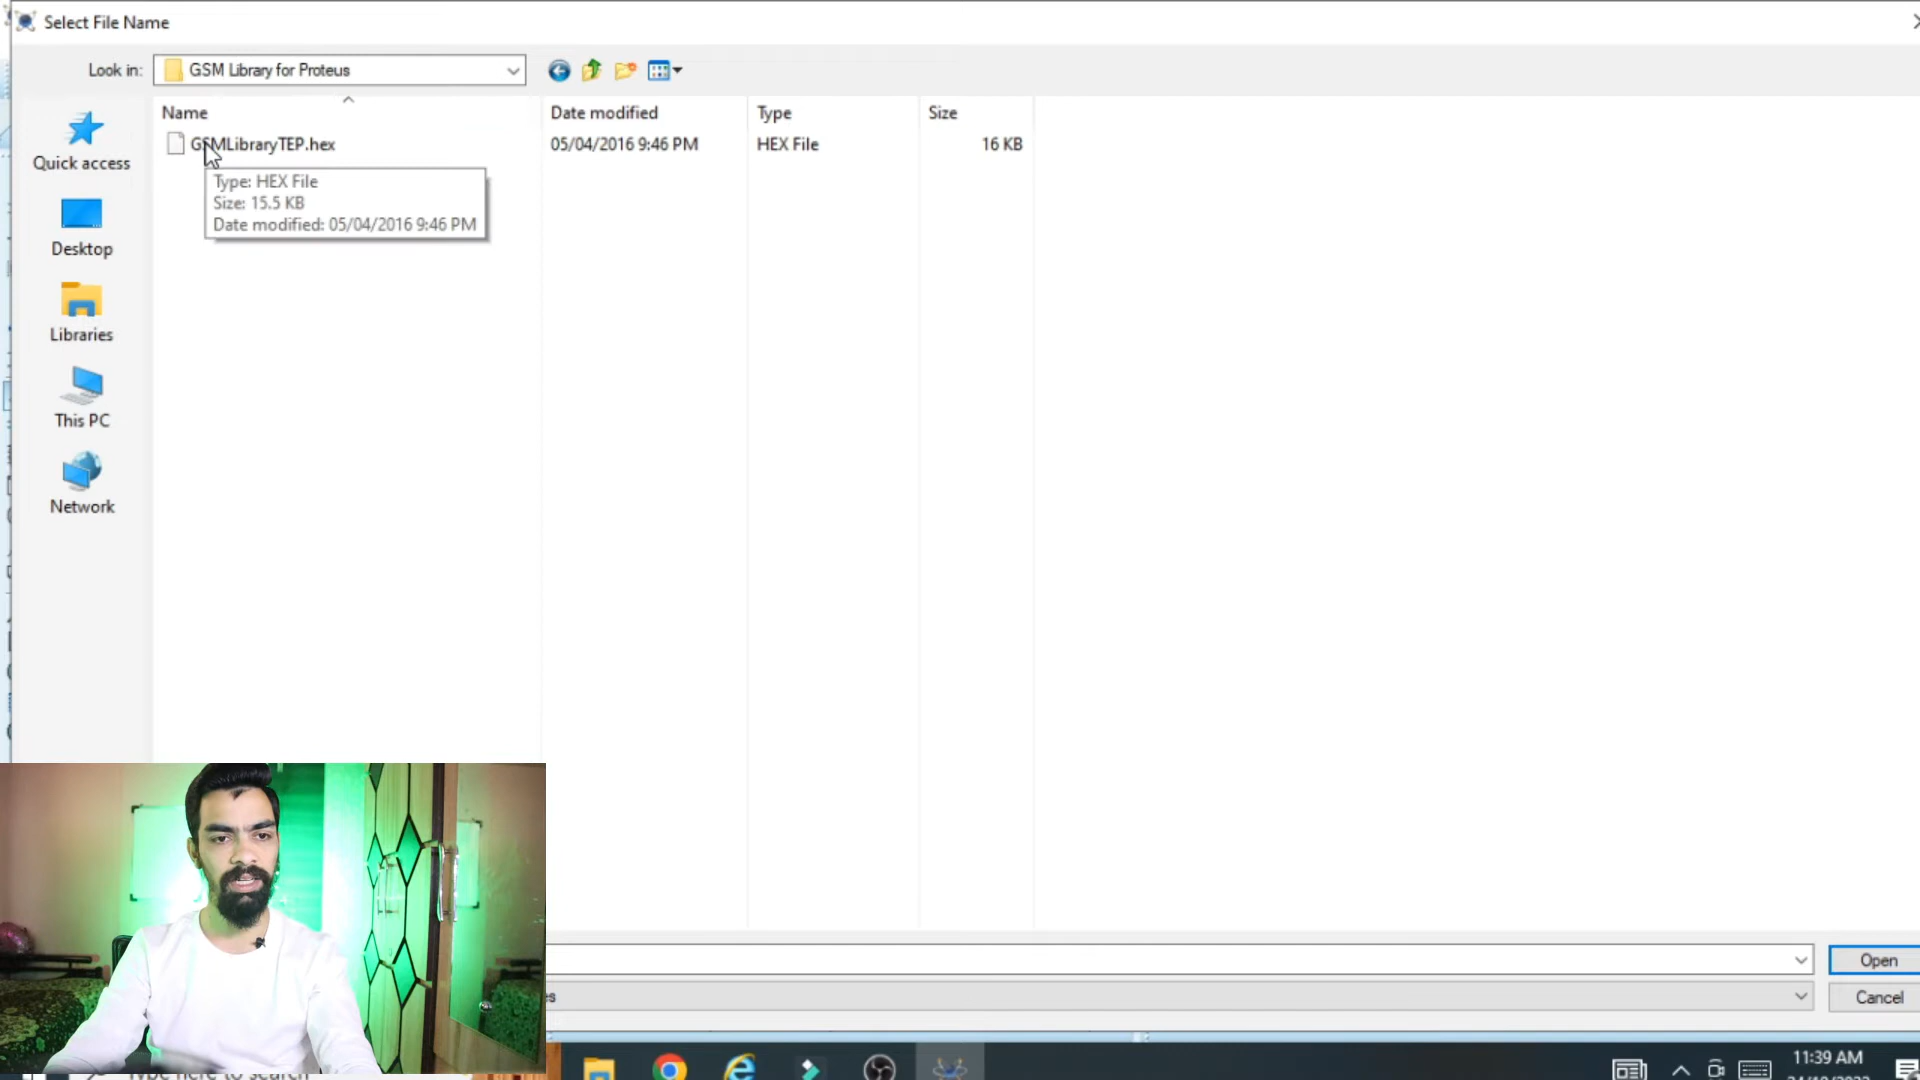 Select File Name
Look in: GSM Library for Proteus
Name Date modified Type Size
GSMLibraryTEP.hex 05/04/2016 9:46 PM HEX File 16 KB
Type: HEX File
Size: 15.5 KB
Date modified: 05/04/2016 9:46 PM
Quick access
Desktop
Libraries
This PC
Network
Open
Cancel
11:39 AM